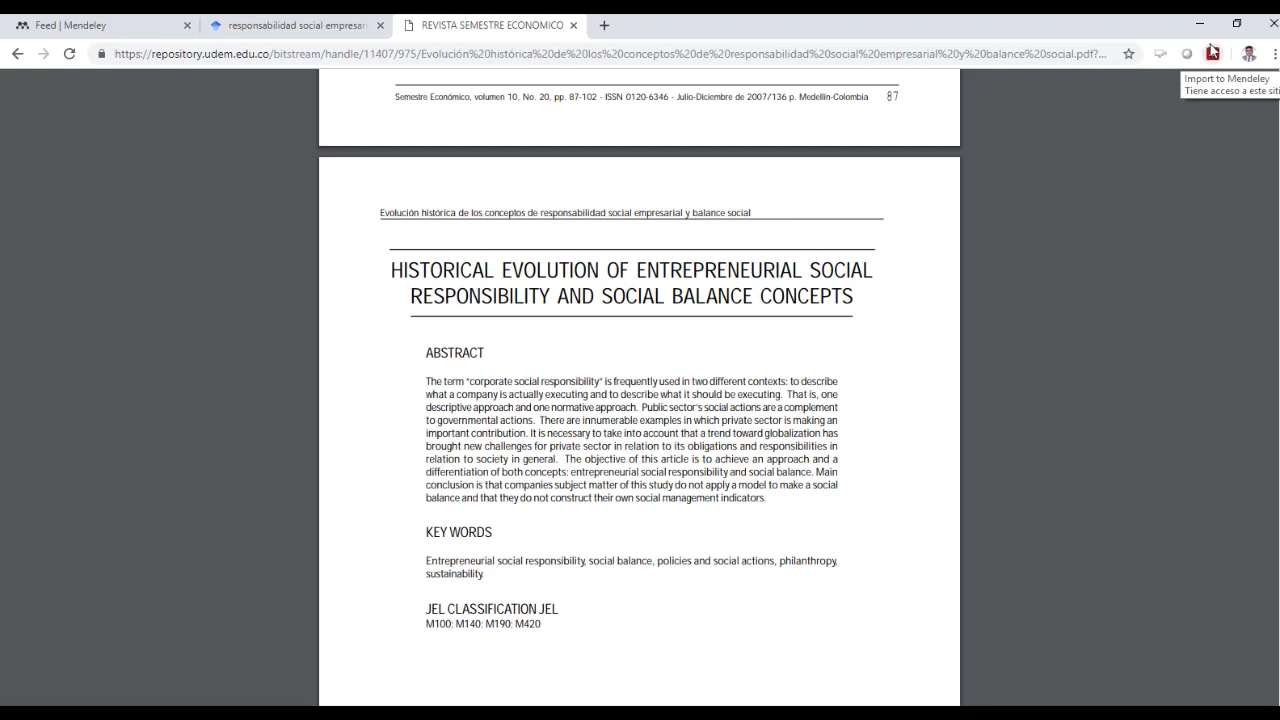 Feed | Mendeley
responsabilidad social empresar
REVISTA SEMESTRE ECONOMICO
https://repository.udem.edu.co/bitstream/handle/11407/975/Evolución%20histórica%20de%20los%20conceptos%20de%20responsabilidad%20social%20empresarial%20y%20balance%20social.pdf?...
Import to Mendeley
Tiene acceso a este siti
Semestre Económico, volumen 10, No. 20, pp. 87-102 - ISSN 0120-6346 - Julio-Diciembre de 2007/136 p. Medellín-Colombia 87
Evolución histórica de los conceptos de responsabilidad social empresarial y balance social
HISTORICAL EVOLUTION OF ENTREPRENEURIAL SOCIAL
RESPONSIBILITY AND SOCIAL BALANCE CONCEPTS
ABSTRACT
The term "corporate social responsibility" is frequently used in two different contexts: to describe
what a company is actually executing and to describe what it should be executing. That is, one
descriptive approach and one normative approach. Public sector's social actions are a complement
to governmental actions. There are innumerable examples in which private sector is making an
important contribution. It is necessary to take into account that a trend toward globalization has
brought new challenges for private sector in relation to its obligations and responsibilities in
relation to society in general. The objective of this article is to achieve an approach and a
differentiation of both concepts: entrepreneurial social responsibility and social balance. Main
conclusion is that companies subject matter of this study do not apply a model to make a social
balance and that they do not construct their own social management indicators.
KEY WORDS
Entrepreneurial social responsibility, social balance, policies and social actions, philanthropy,
sustainability.
JEL CLASSIFICATION JEL
M100; M140; M190; M420